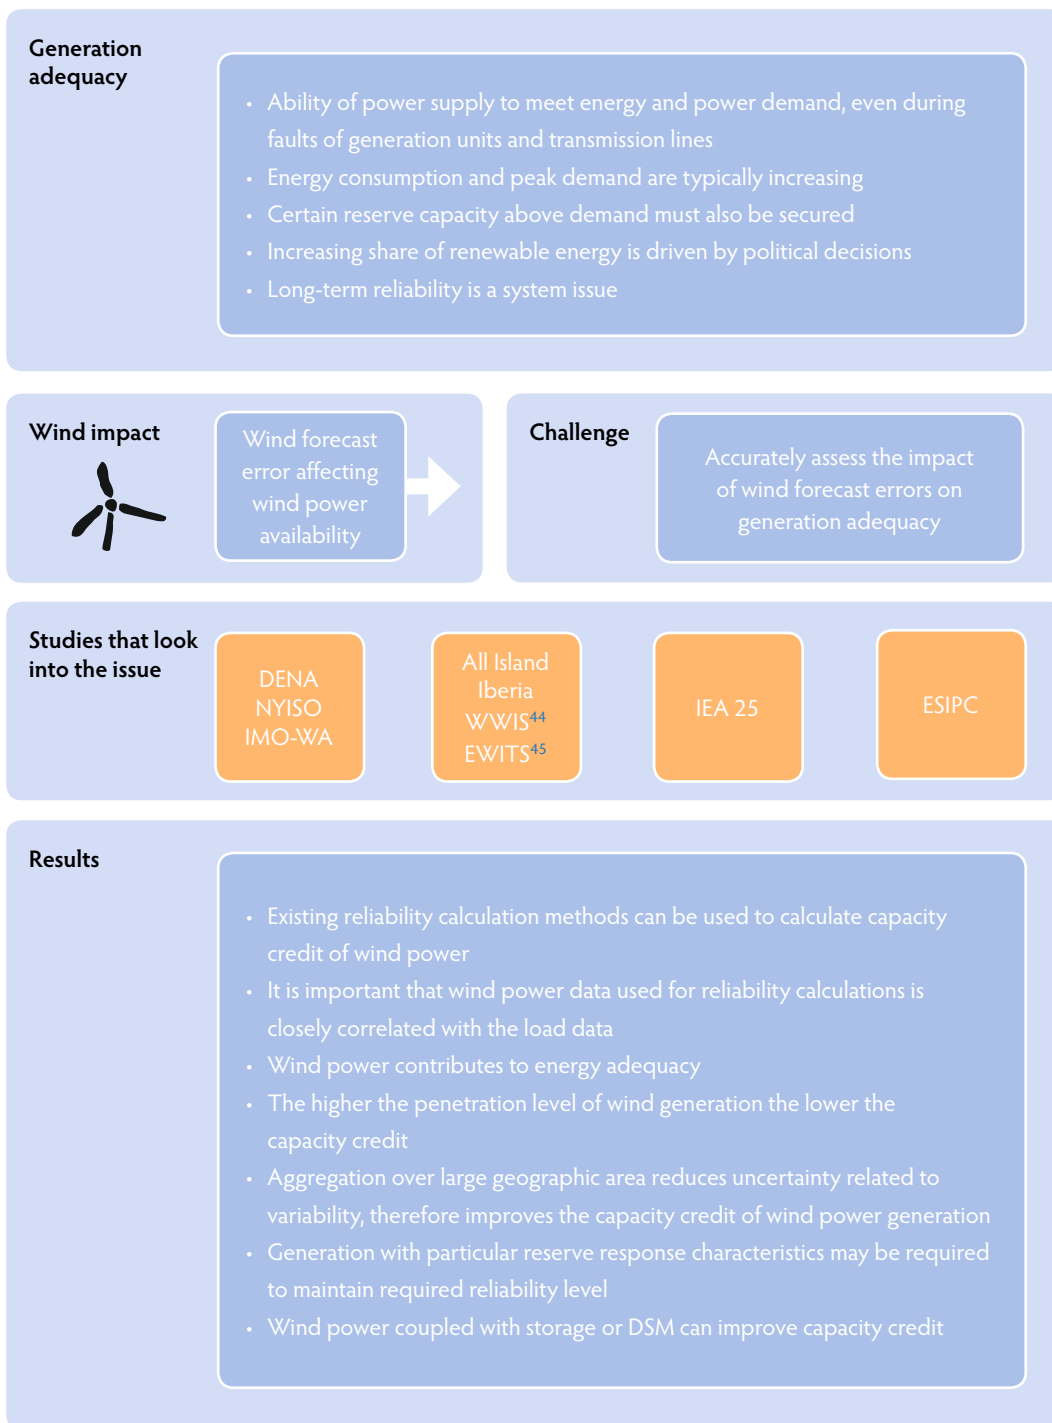 Generation
adequacy
• Ability of power supply to meet energy and power demand, even during
faults of generation units and transmission lines
• Energy consumption and peak demand are typically increasing
• Certain reserve capacity above demand must also be secured
• Increasing share of renewable energy is driven by political decisions
• Long-term reliability is a system issue
Wind impact
Wind forecast
error affecting
wind power
availability
Challenge
Accurately assess the impact
of wind forecast errors on
generation adequacy
Studies that look
into the issue
DENA
NYISO
IMO-WA
All Island
Iberia
WWIS44
EWITS45
IEA 25
ESIPC
Results
• Existing reliability calculation methods can be used to calculate capacity
credit of wind power
• It is important that wind power data used for reliability calculations is
closely correlated with the load data
• Wind power contributes to energy adequacy
• The higher the penetration level of wind generation the lower the
capacity credit
• Aggregation over large geographic area reduces uncertainty related to
variability, therefore improves the capacity credit of wind power generation
• Generation with particular reserve response characteristics may be required
to maintain required reliability level
• Wind power coupled with storage or DSM can improve capacity credit